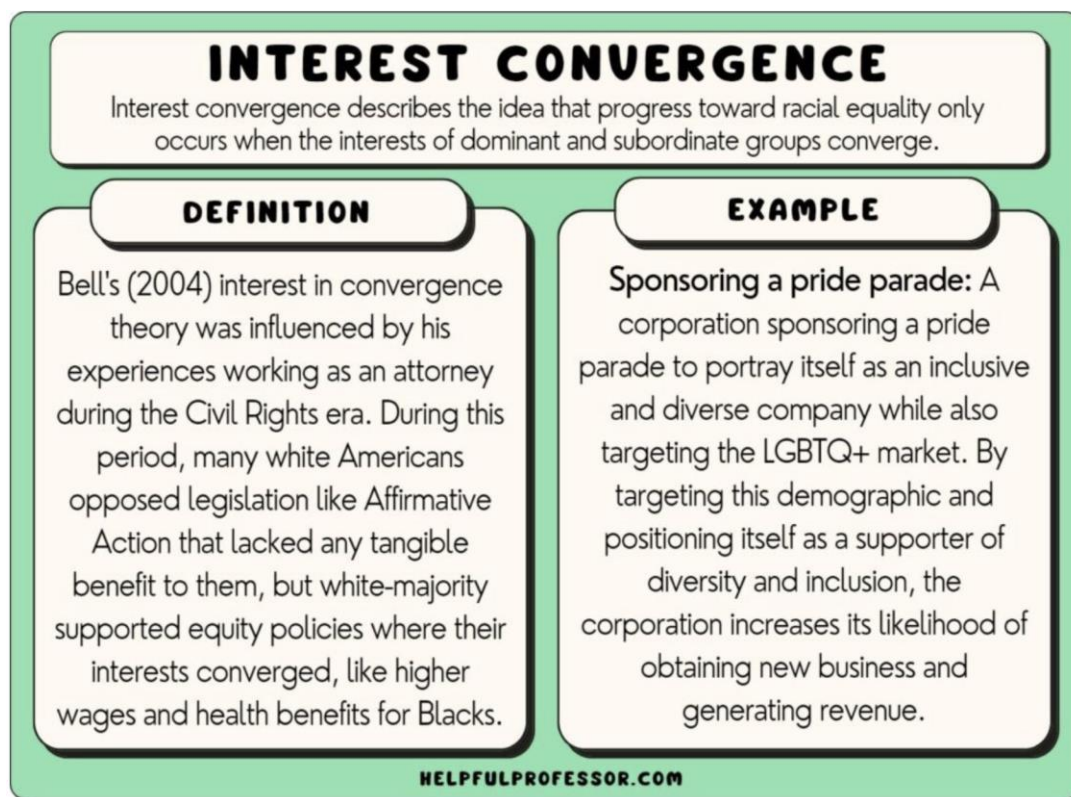 INTEREST CONVERGENCE
Interest convergence describes the idea that progress toward racial equality only
occurs when the interests of dominant and subordinate groups converge.
DEFINITION
Bell's (2004) interest in convergence
theory was influenced by his
experiences working as an attorney
during the Civil Rights era. During this
period, many white Americans
opposed legislation like Affirmative
Action that lacked any tangible
benefit to them, but white-majority
supported equity policies where their
interests converged, like higher
wages and health benefits for Blacks.
EXAMPLE
Sponsoring a pride parade: A
corporation sponsoring a pride
parade to portray itself as an inclusive
and diverse company while also
targeting the LGBTQ+ market. By
targeting this demographic and
positioning itself as a supporter of
diversity and inclusion, the
corporation increases its likelihood of
obtaining new business and
generating revenue.
HELPFULPROFESSOR.COM